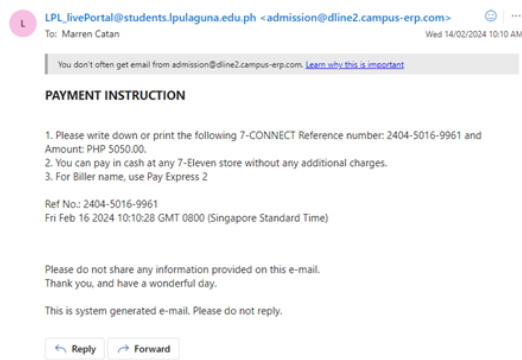 L
LPL_livePortal@students.lpulaguna.edu.ph <admission@dline2.campus-erp.com>
To: Marren Catan
Wed 14/02/2024 10:10 AM
You don't often get email from admission@dline2.campus-erp.com. Learn why this is important
PAYMENT INSTRUCTION
1. Please write down or print the following 7-CONNECT Reference number: 2404-5016-9961 and
Amount: PHP 5050.00.
2. You can pay in cash at any 7-Eleven store without any additional charges.
3. For Biller name, use Pay Express 2
Ref No.: 2404-5016-9961
Fri Feb 16 2024 10:10:28 GMT 0800 (Singapore Standard Time)
Please do not share any information provided on this e-mail.
Thank you, and have a wonderful day.
This is system generated e-mail. Please do not reply.
Reply
Forward